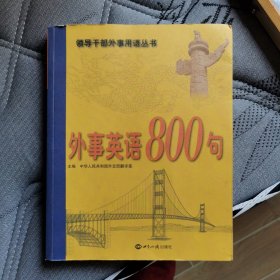 领导干部外事用语丛书
外事英语800句
主编 中华人民共和国外交部翻译室
世界知识出版社